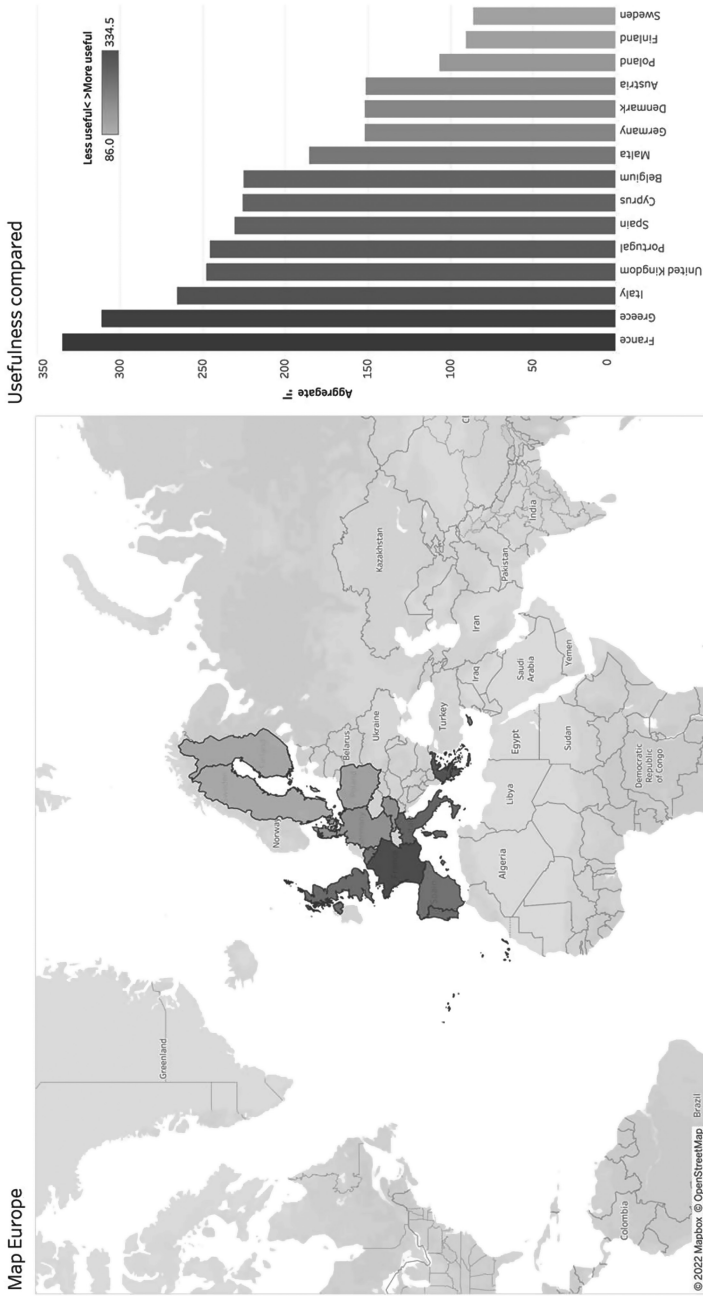 Map Europe
Greenland
Norway
Belarus
Ukraine
Kazakhstan
Turkey
Iraq
Iran
Pakistan
India
Algeria
Libya
Egypt
Saudi
Arabia
Sudan
Yemen
Democratic
Republic
of Congo
Colombia
Brazil
© 2022 Mapbox © OpenStreetMap
Usefulness compared
Less useful< >More useful
86.0
334.5
Aggregate
350
300
250
200
150
100
50
0
France
Greece
Italy
United Kingdom
Portugal
Spain
Cyprus
Belgium
Malta
Germany
Denmark
Austria
Poland
Finland
Sweden